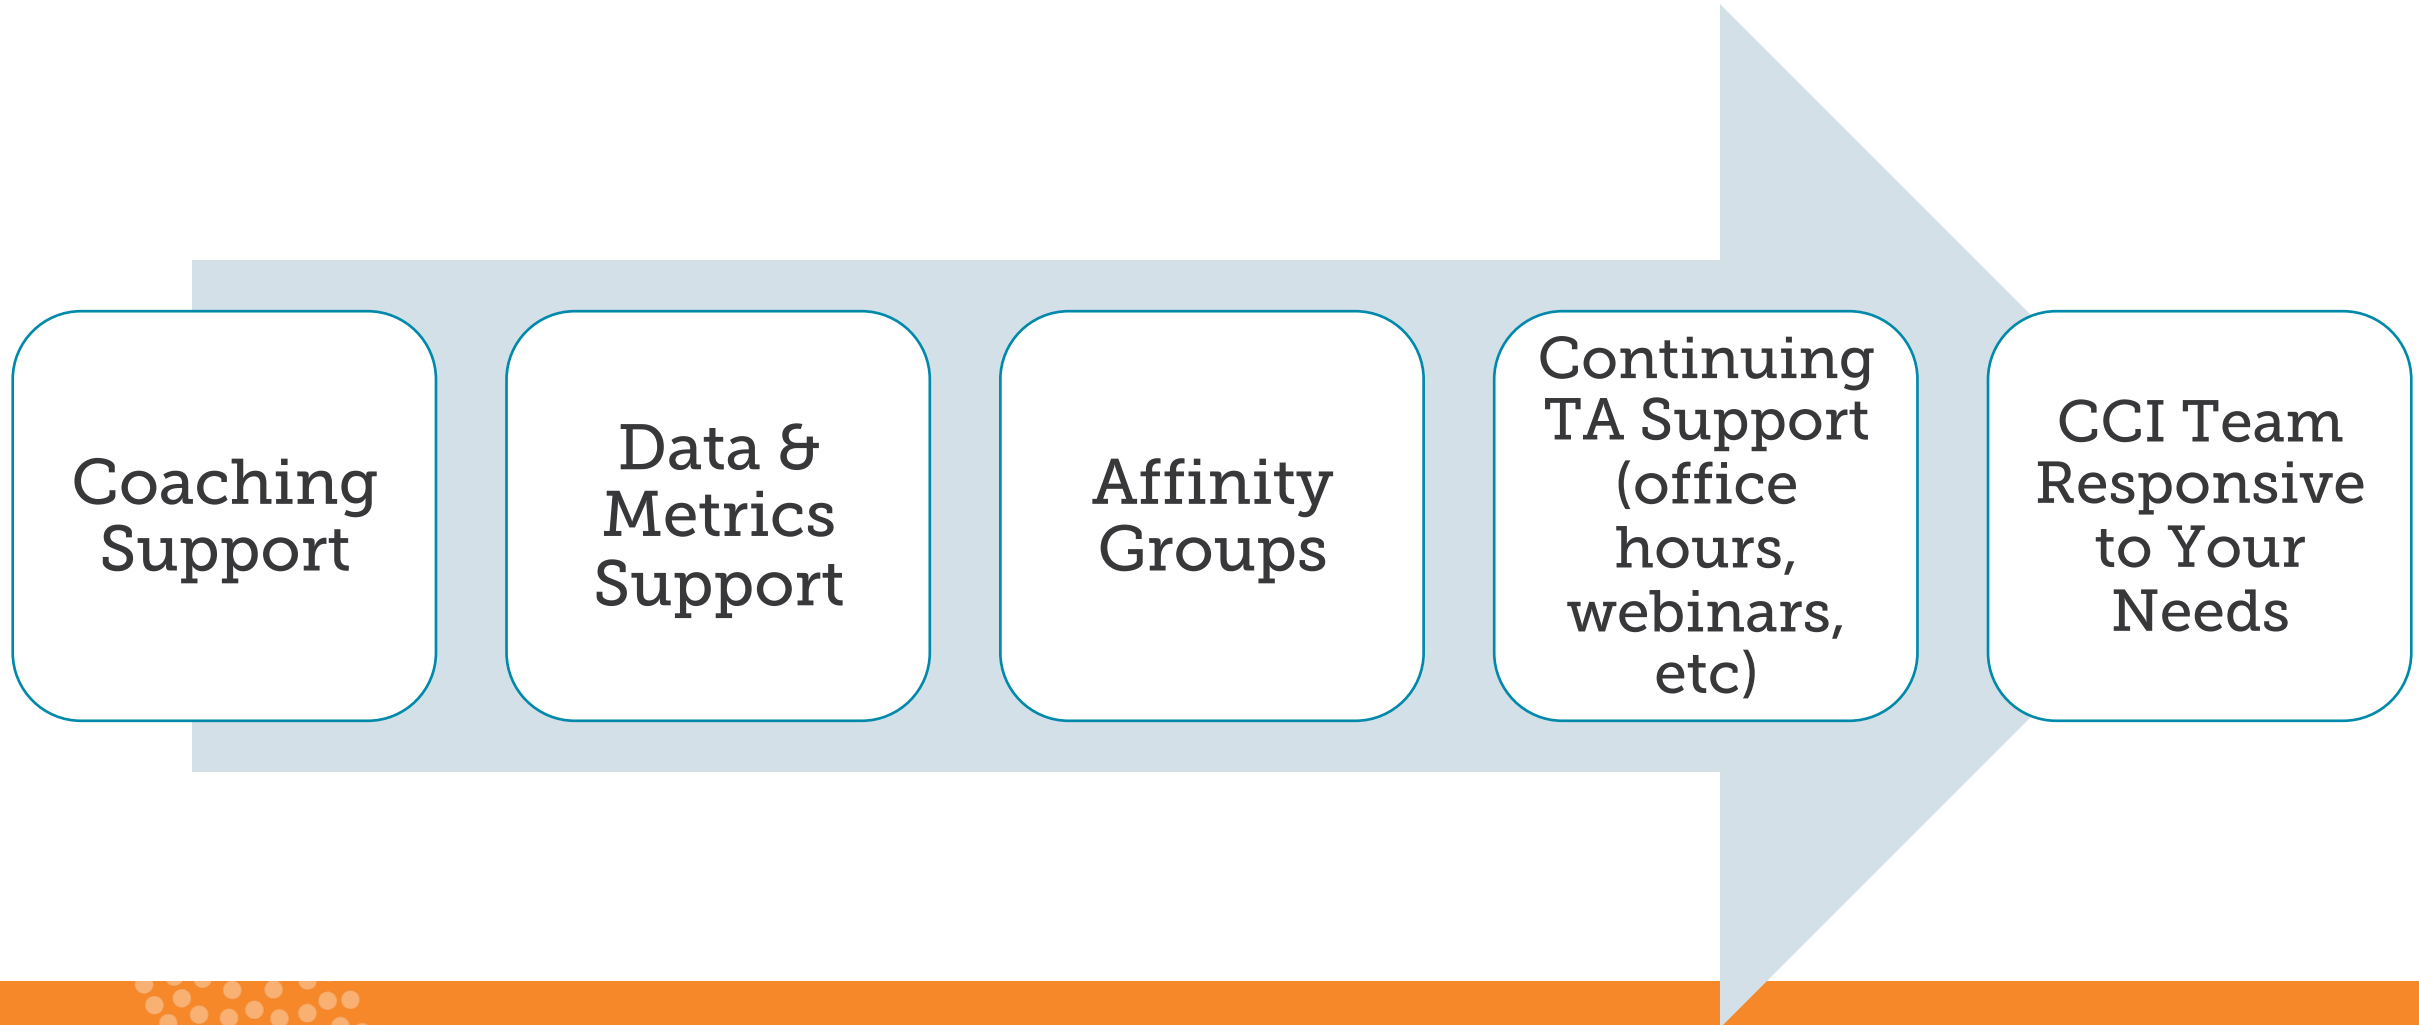 Coaching
Support
Data &
Metrics
Support
Affinity
Groups
Continuing
TA Support
(office
hours,
webinars,
etc)
CCI Team
Responsive
to Your
Needs